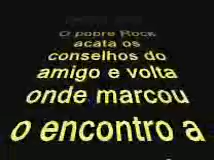 O pobre Rock
acata os
conselhos do
amigo e volta
onde marcou
o encontro a